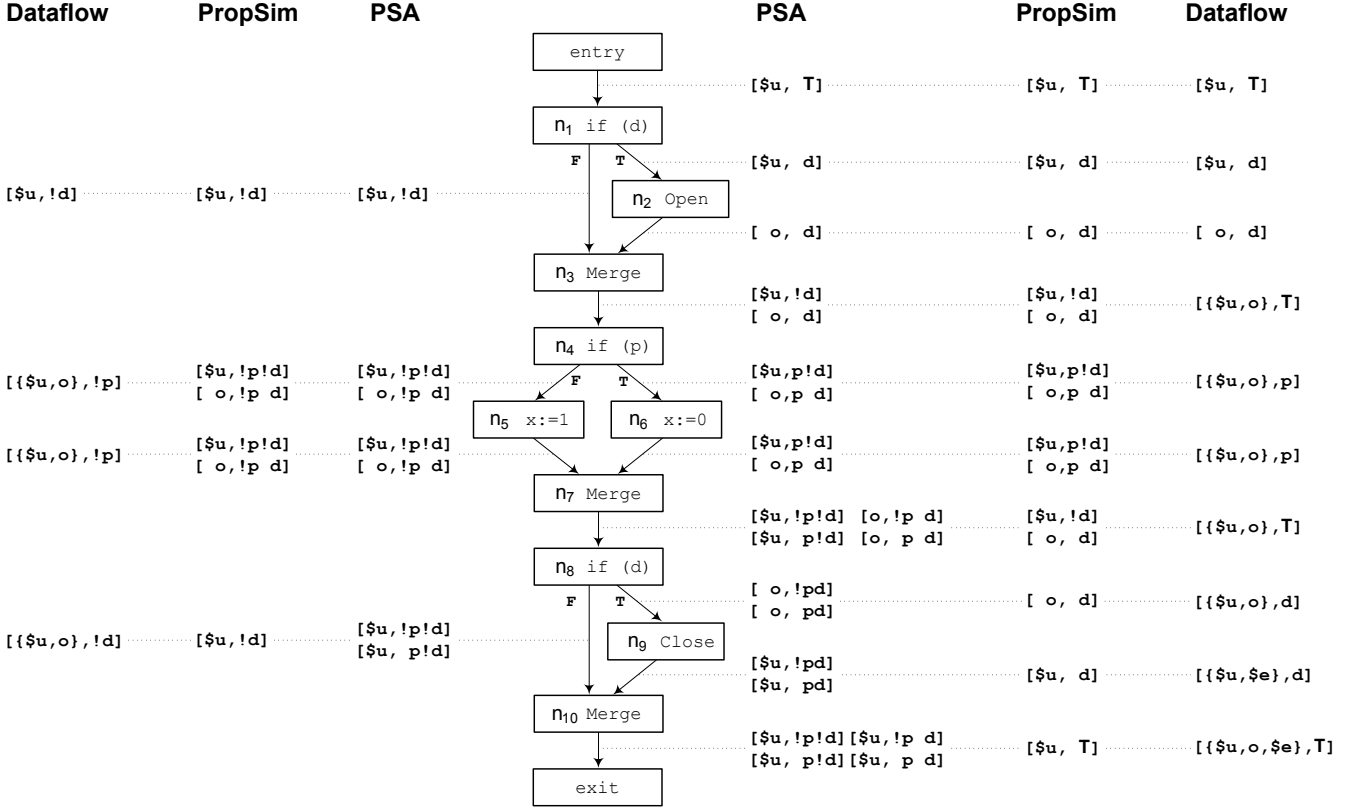 Dataflow PropSim PSA PSA PropSim Dataflow
entry
[$u, T] [$u, T] [$u, T]
n1 if (d)
F T
[$u, d] [$u, d] [$u, d]
[$u,!d] [$u,!d] [$u,!d]
n2 Open
[ o, d] [ o, d] [ o, d]
n3 Merge
[$u,!d] [$u,!d]
[{$u,o},T]
[ o, d] [ o, d]
n4 if (p)
[$u,!p!d] [$u,!p!d] [$u,p!d] [$u,p!d]
[{$u,o},!p] F T [{$u,o},p]
[ o,!p d] [ o,!p d] [ o,p d] [ o,p d]
n5 x:=1 n6 x:=0
[$u,!p!d] [$u,!p!d] [$u,p!d] [$u,p!d]
[{$u,o},!p] [{$u,o},p]
[ o,!p d] [ o,!p d] [ o,p d] [ o,p d]
n7 Merge
[$u,!p!d] [o,!p d] [$u,!d]
[{$u,o},T]
[$u, p!d] [o, p d] [ o, d]
n8 if (d)
[ o,!pd]
F T [ o, d] [{$u,o},d]
[ o, pd]
[$u,!p!d]
[{$u,o},!d] [$u,!d] n9 Close
[$u, p!d]
[$u,!pd]
[$u, d] [{$u,$e},d]
[$u, pd]
n10 Merge
[$u,!p!d][$u,!p d]
[$u, T] [{$u,o,$e},T]
[$u, p!d][$u, p d]
exit